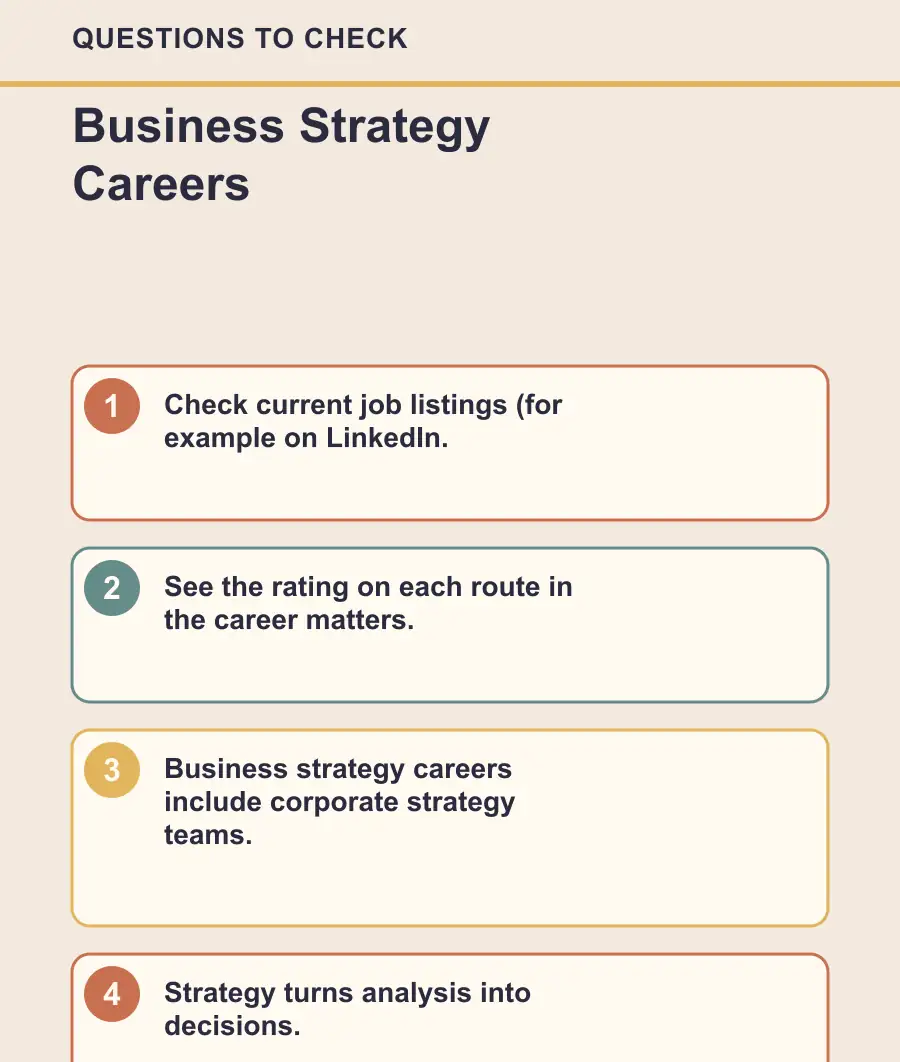 QUESTIONS TO CHECK
Business Strategy
Careers
1
Check current job listings (for
example on LinkedIn.
2
See the rating on each route in
the career matters.
3
Business strategy careers
include corporate strategy
teams.
4
Strategy turns analysis into
decisions.